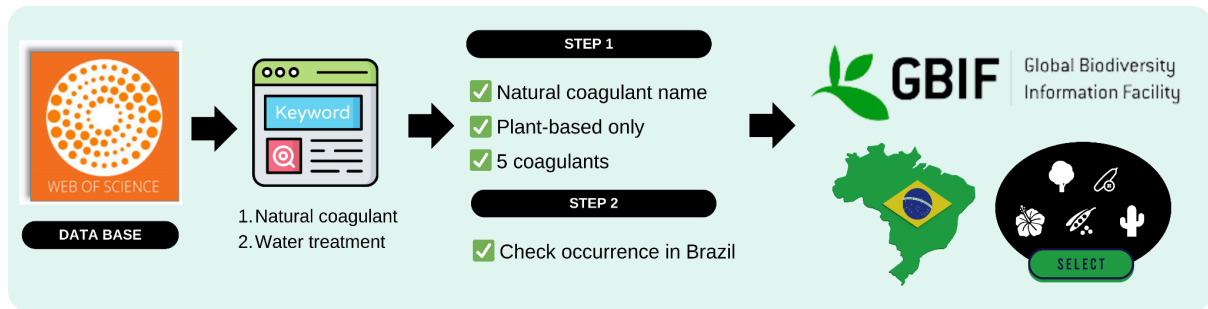 WEB OF SCIENCE
DATA BASE
Keyword
1. Natural coagulant
2. Water treatment
STEP 1
Natural coagulant name
Plant-based only
5 coagulants
STEP 2
Check occurrence in Brazil
GBIF
Global Biodiversity
Information Facility
SELECT